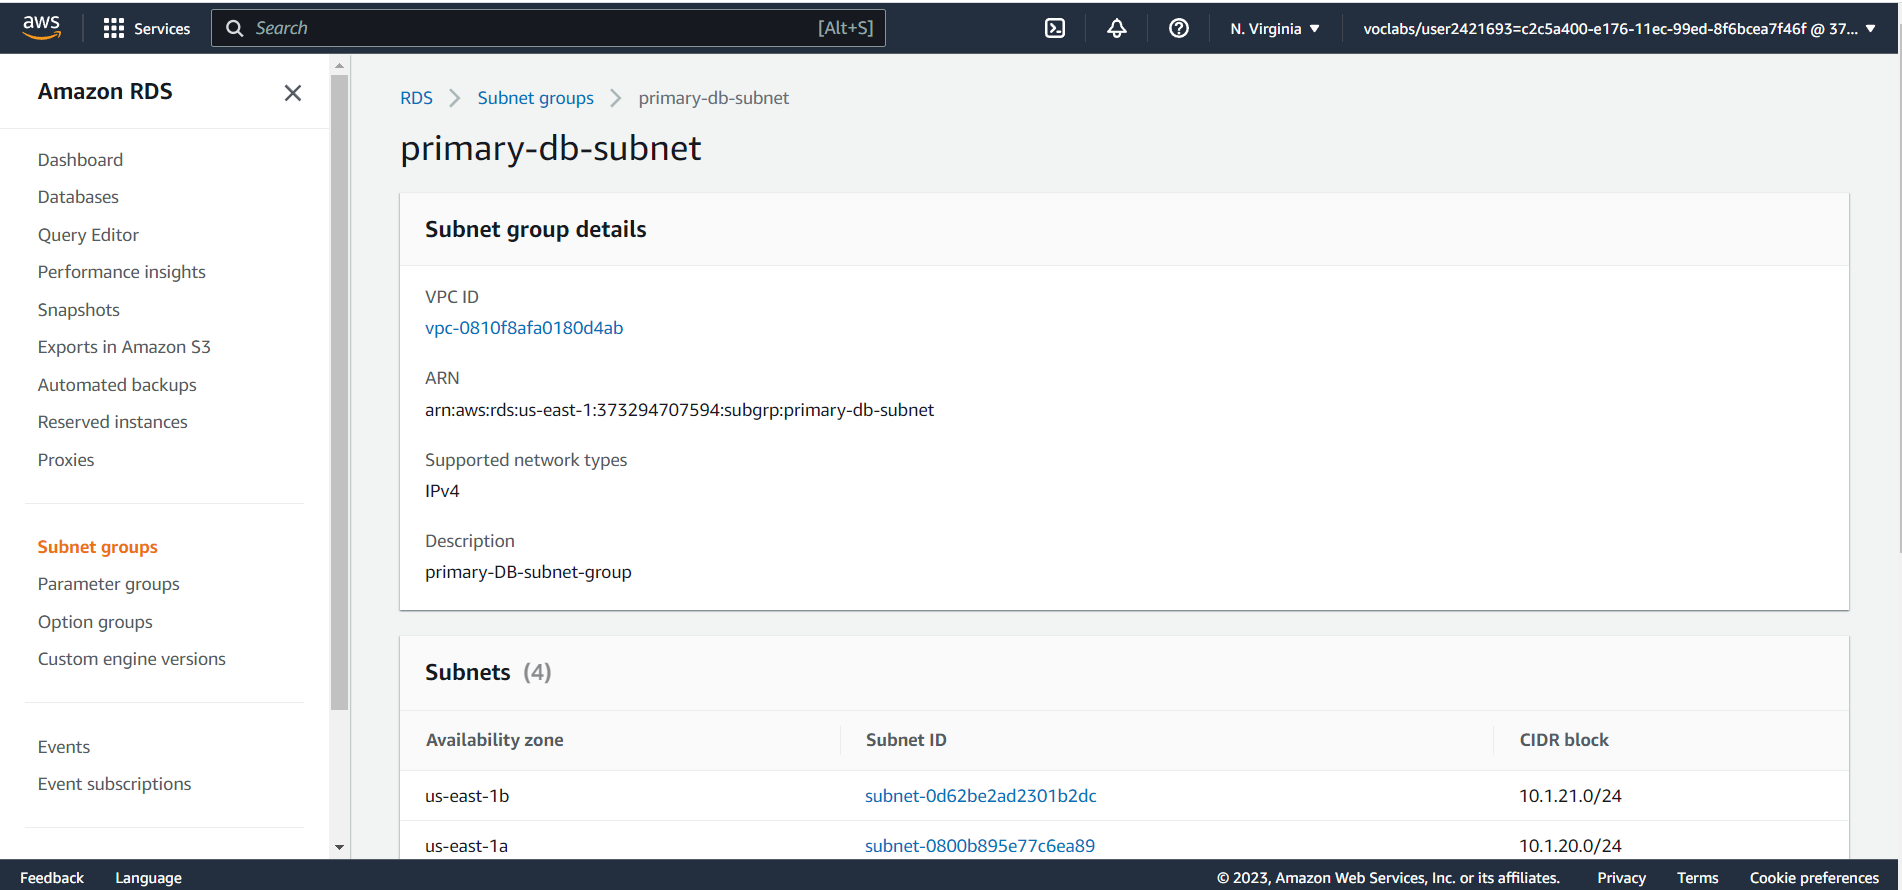 aws
Services
Search
[Alt+S]
N. Virginia
voclabs/user2421693=c2c5a400-e176-11ec-99ed-8f6bcea7f46f @ 37...
Amazon RDS
Dashboard
Databases
Query Editor
Performance insights
Snapshots
Exports in Amazon S3
Automated backups
Reserved instances
Proxies
Subnet groups
Parameter groups
Option groups
Custom engine versions
Events
Event subscriptions
RDS > Subnet groups > primary-db-subnet
primary-db-subnet
Subnet group details
VPC ID
vpc-0810f8afa0180d4ab
ARN
arn:aws:rds:us-east-1:373294707594:subgrp:primary-db-subnet
Supported network types
IPv4
Description
primary-DB-subnet-group
Subnets (4)
Availability zone Subnet ID CIDR block
us-east-1b subnet-0d62be2ad2301b2dc 10.1.21.0/24
us-east-1a subnet-0800b895e77c6ea89 10.1.20.0/24
Feedback Language © 2023, Amazon Web Services, Inc. or its affiliates. Privacy Terms Cookie preferences